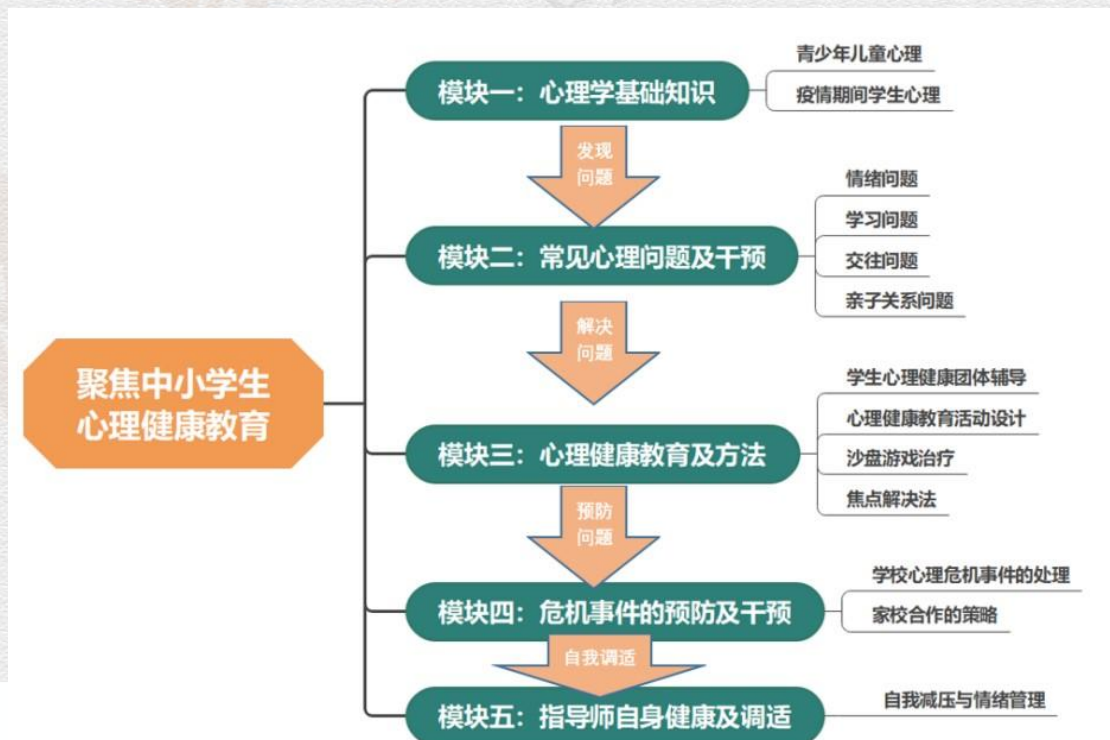 聚焦中小学生
心理健康教育
模块一：心理学基础知识
青少年儿童心理
疫情期间学生心理
发现
问题
模块二：常见心理问题及干预
情绪问题
学习问题
交往问题
亲子关系问题
解决
问题
模块三：心理健康教育及方法
学生心理健康团体辅导
心理健康教育活动设计
沙盘游戏治疗
焦点解决法
预防
问题
模块四：危机事件的预防及干预
学校心理危机事件的处理
家校合作的策略
自我调适
模块五：指导师自身健康及调适
自我减压与情绪管理